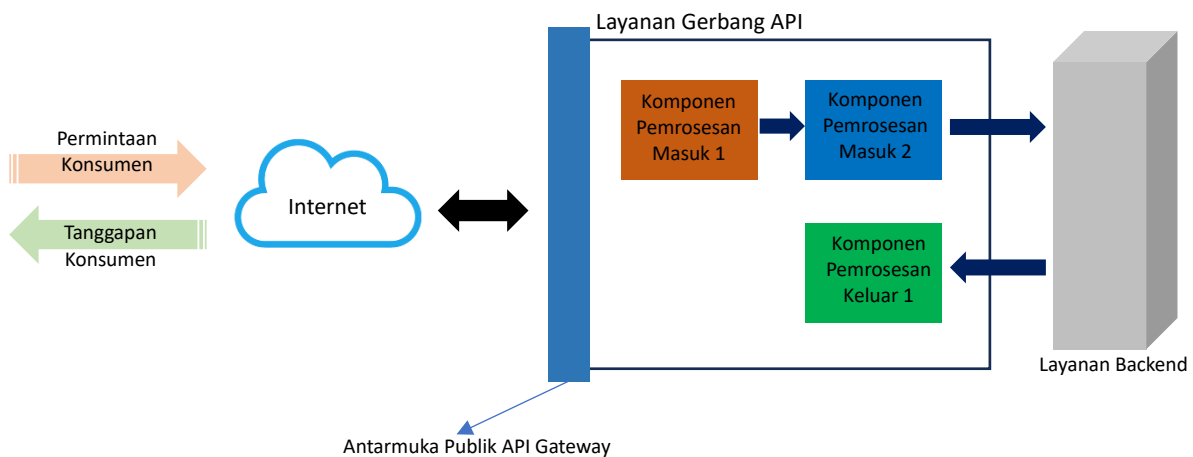 Layanan Gerbang API
Permintaan
Konsumen
Tanggapan
Konsumen
Internet
Komponen
Pemrosesan
Masuk 1
Komponen
Pemrosesan
Masuk 2
Komponen
Pemrosesan
Keluar 1
Layanan Backend
Antarmuka Publik API Gateway